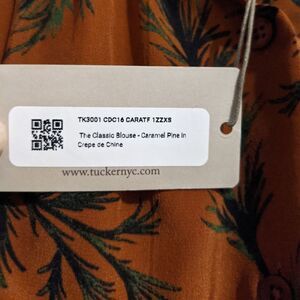 TK3001 CDC16 CARATF 1ZZXS
The Classic Blouse - Caramel Pine in
Crepe de Chine
www.tuckernyc.com